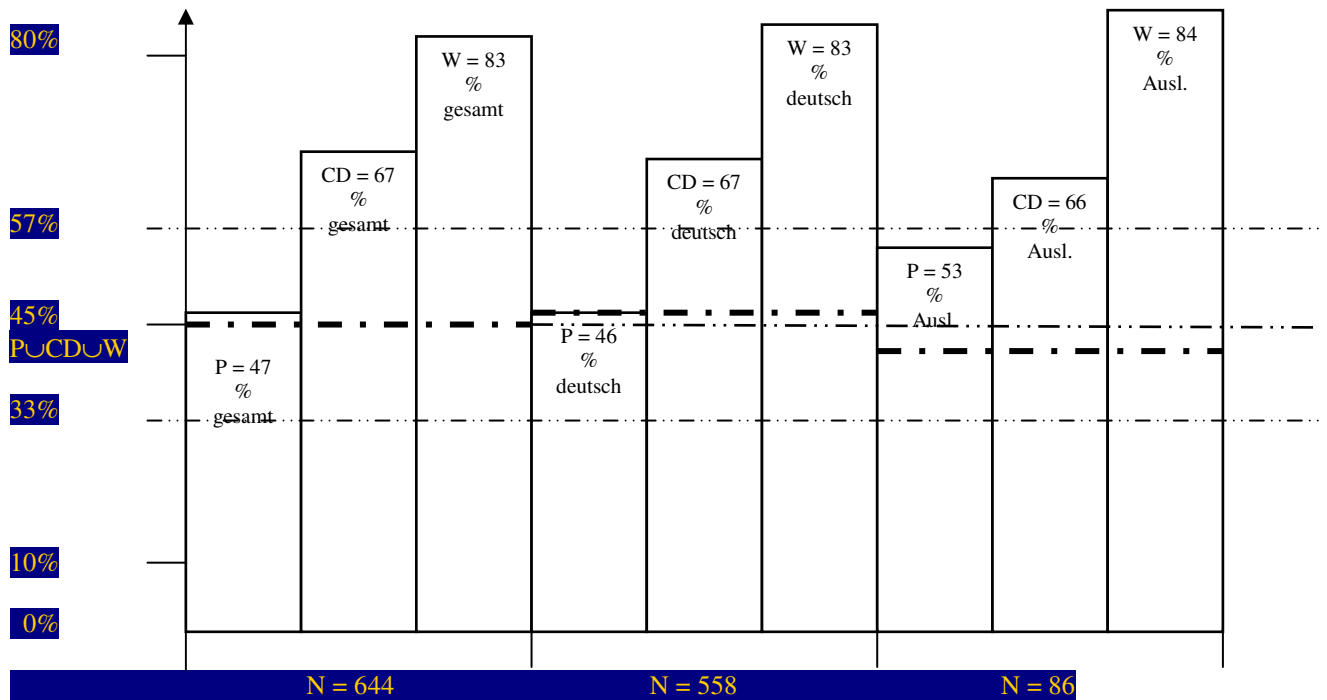 80%
57%
45%
P∪CD∪W
33%
10%
0%
P = 47
%
gesamt
CD = 67
%
gesamt
W = 83
%
gesamt
P = 46
%
deutsch
CD = 67
%
deutsch
W = 83
%
deutsch
P = 53
%
Ausl
CD = 66
%
Ausl.
W = 84
%
Ausl.
N = 644
N = 558
N = 86